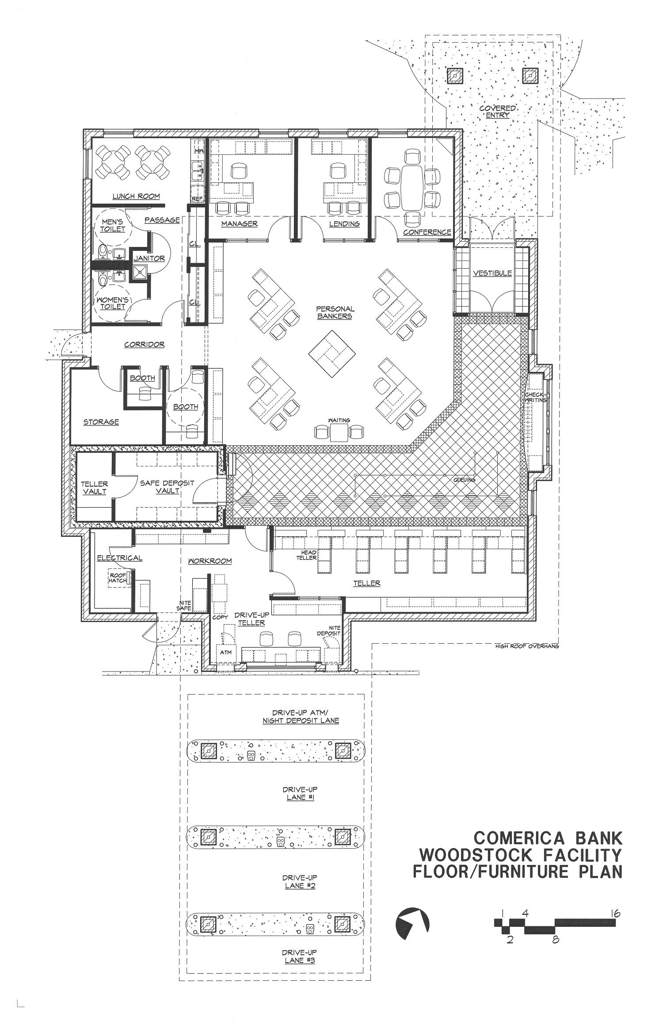 COVERED
ENTRY
LUNCH ROOM
REF
MANAGER
LENDING
CONFERENCE
MEN'S
TOILET
PASSAGE
JANITOR
CL
VESTIBULE
WOMEN'S
TOILET
CL
PERSONAL
BANKERS
CORRIDOR
BOOTH
BOOTH
CHECK-
WRITING
STORAGE
WAITING
TELLER
VAULT
SAFE DEPOSIT
VAULT
QUEUING
ELECTRICAL
WORKROOM
HEAD
TELLER
ROOF
HATCH
TELLER
NITE
SAFE
COPY
DRIVE-UP
TELLER
NITE
DEPOSIT
ATM
HIGH ROOF OVERHANG
DRIVE-UP ATM/
NIGHT DEPOSIT LANE
DRIVE-UP
LANE #1
DRIVE-UP
LANE #2
DRIVE-UP
LANE #3
COMERICA BANK
WOODSTOCK FACILITY
FLOOR/FURNITURE PLAN
1 4 16
2 8